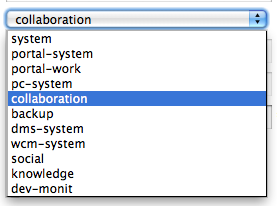 collaboration
system
portal-system
portal-work
pc-system
collaboration
backup
dms-system
wcm-system
social
knowledge
dev-monit